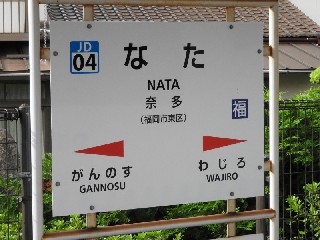 JD
04
なた
NATA
奈多
(福岡市東区)
福
がんのす
GANNOSU
わじろ
WAJIRO